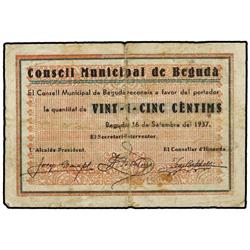 Consell Municipal de Begudà
El Consell Municipal de Begudà reconeix a favor del portador
la quantitat de VINT-i-CINC CÈNTIMS
Begudà, 16 de Setembre del 1937.
El Secretari-Interventor,
L'Alcalde-President, El Conseller d'Hisenda